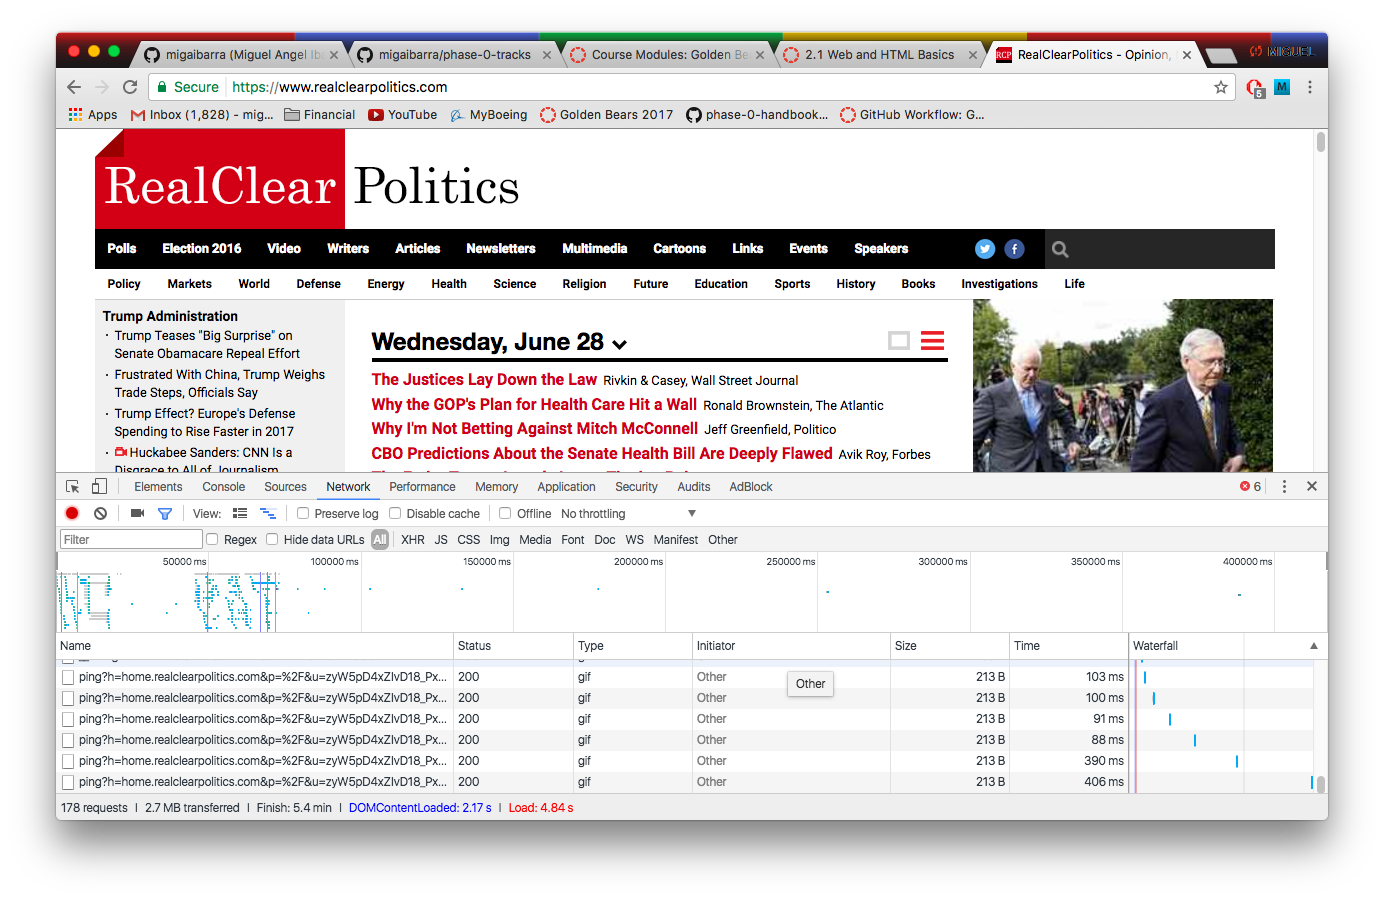 migaibarra (Miguel Angel Iba
migaibarra/phase-0-tracks
Course Modules: Golden Be
2.1 Web and HTML Basics
RCP RealClearPolitics - Opinion,
MIGUEL
Secure https://www.realclearpolitics.com
5 M
Apps Inbox (1,828) - mig... Financial YouTube MyBoeing Golden Bears 2017 phase-0-handbook... GitHub Workflow: G...
RealClear Politics
Polls Election 2016 Video Writers Articles Newsletters Multimedia Cartoons Links Events Speakers
Policy Markets World Defense Energy Health Science Religion Future Education Sports History Books Investigations Life
Trump Administration
· Trump Teases "Big Surprise" on
Senate Obamacare Repeal Effort
· Frustrated With China, Trump Weighs
Trade Steps, Officials Say
· Trump Effect? Europe's Defense
Spending to Rise Faster in 2017
· Huckabee Sanders: CNN Is a
Disgrace to All of Journalism
Wednesday, June 28
The Justices Lay Down the Law Rivkin & Casey, Wall Street Journal
Why the GOP's Plan for Health Care Hit a Wall Ronald Brownstein, The Atlantic
Why I'm Not Betting Against Mitch McConnell Jeff Greenfield, Politico
CBO Predictions About the Senate Health Bill Are Deeply Flawed Avik Roy, Forbes
Elements Console Sources Network Performance Memory Application Security Audits AdBlock 6
View: Preserve log Disable cache Offline No throttling
Filter Regex Hide data URLs All XHR JS CSS Img Media Font Doc WS Manifest Other
50000 ms 100000 ms 150000 ms 200000 ms 250000 ms 300000 ms 350000 ms 400000 ms
Name Status Type Initiator Size Time Waterfall
ping?h=home.realclearpolitics.com&p=%2F&u=zyW5pD4xZIvD18_Px... 200 gif Other 213 B 103 ms
Other
ping?h=home.realclearpolitics.com&p=%2F&u=zyW5pD4xZIvD18_Px... 200 gif Other 213 B 100 ms
ping?h=home.realclearpolitics.com&p=%2F&u=zyW5pD4xZIvD18_Px... 200 gif Other 213 B 91 ms
ping?h=home.realclearpolitics.com&p=%2F&u=zyW5pD4xZIvD18_Px... 200 gif Other 213 B 88 ms
ping?h=home.realclearpolitics.com&p=%2F&u=zyW5pD4xZIvD18_Px... 200 gif Other 213 B 390 ms
ping?h=home.realclearpolitics.com&p=%2F&u=zyW5pD4xZIvD18_Px... 200 gif Other 213 B 406 ms
178 requests | 2.7 MB transferred | Finish: 5.4 min | DOMContentLoaded: 2.17 s | Load: 4.84 s